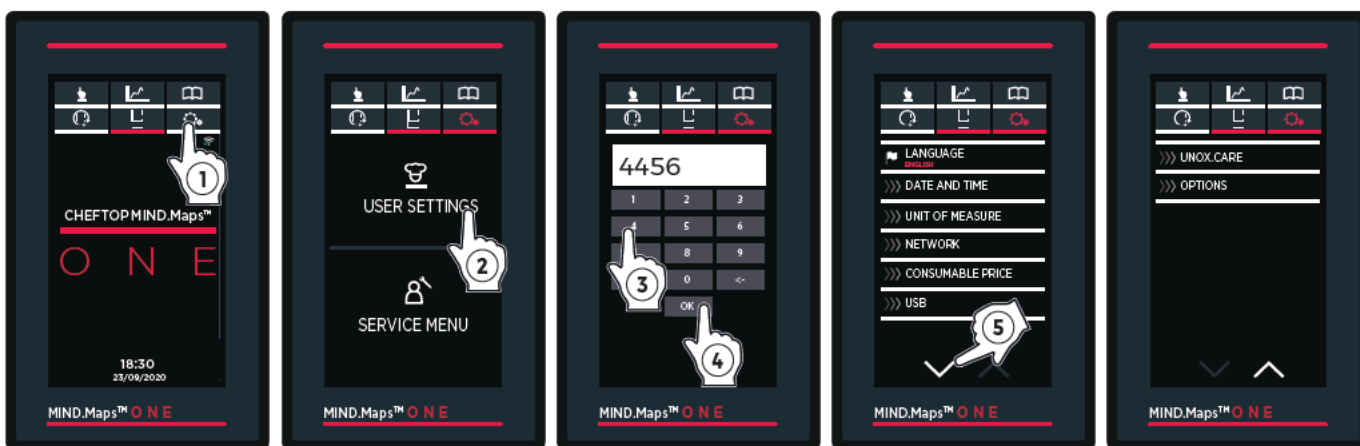 1
CHEFTOP MIND.Maps™
O N E
18:30
23/09/2020
MIND.Maps™ O N E
USER SETTINGS
2
SERVICE MENU
MIND.Maps™ O N E
4456
1 2 3
4 5 6
8 9
3
0 <-
OK
4
MIND.Maps™ O N E
LANGUAGE
ENGLISH
>>> DATE AND TIME
>>> UNIT OF MEASURE
>>> NETWORK
>>> CONSUMABLE PRICE
>>> USB
5
MIND.Maps™ O N E
>>> UNOX.CARE
>>> OPTIONS
MIND.Maps™ O N E